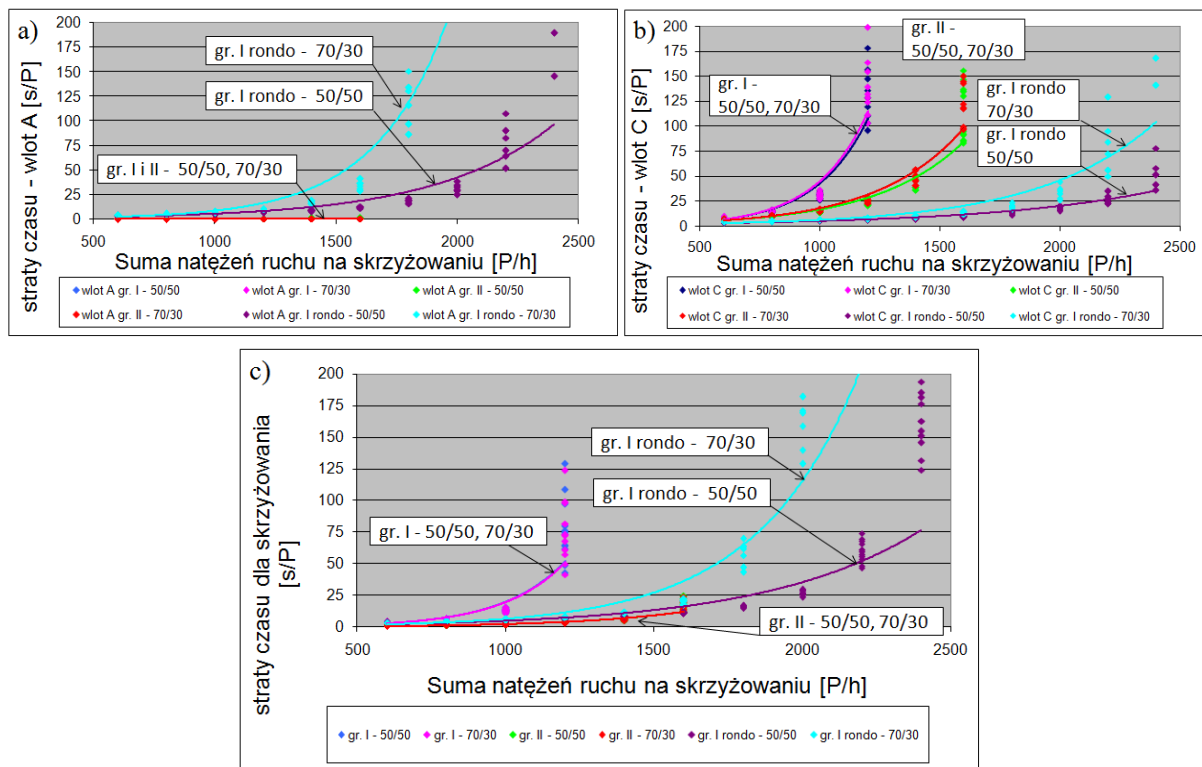 a)
straty czasu - wlot A [s/P]
200
175
150
125
100
75
50
25
0
gr. I rondo - 70/30
gr. I rondo - 50/50
gr. I i II - 50/50, 70/30
500 1000 1500 2000 2500
Suma natężeń ruchu na skrzyżowaniu [P/h]
wlot A gr. I - 50/50 wlot A gr. I - 70/30 wlot A gr. II - 50/50
wlot A gr. II - 70/30 wlot A gr. I rondo - 50/50 wlot A gr. I rondo - 70/30
b)
straty czasu - wlot C [s/P]
200
175
150
125
100
75
50
25
0
gr. I -
50/50, 70/30
gr. II -
50/50, 70/30
gr. I rondo
70/30
gr. I rondo
50/50
500 1000 1500 2000 2500
Suma natężeń ruchu na skrzyżowaniu [P/h]
wlot C gr. I - 50/50 wlot C gr. I - 70/30 wlot C gr. II - 50/50
wlot C gr. II - 70/30 wlot C gr. I rondo - 50/50 wlot C gr. I rondo - 70/30
c)
straty czasu dla skrzyżowania
[s/P]
200
175
150
125
100
75
50
25
0
gr. I rondo - 70/30
gr. I rondo - 50/50
gr. I - 50/50, 70/30
gr. II - 50/50, 70/30
500 1000 1500 2000 2500
Suma natężeń ruchu na skrzyżowaniu [P/h]
gr. I - 50/50 gr. I - 70/30 gr. II - 50/50 gr. II - 70/30 gr. I rondo - 50/50 gr. I rondo - 70/30